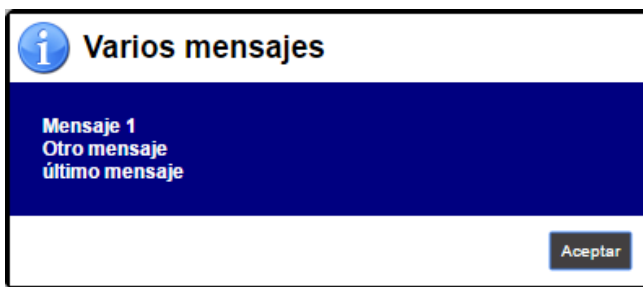 Varios mensajes
Mensaje 1
Otro mensaje
último mensaje
Aceptar